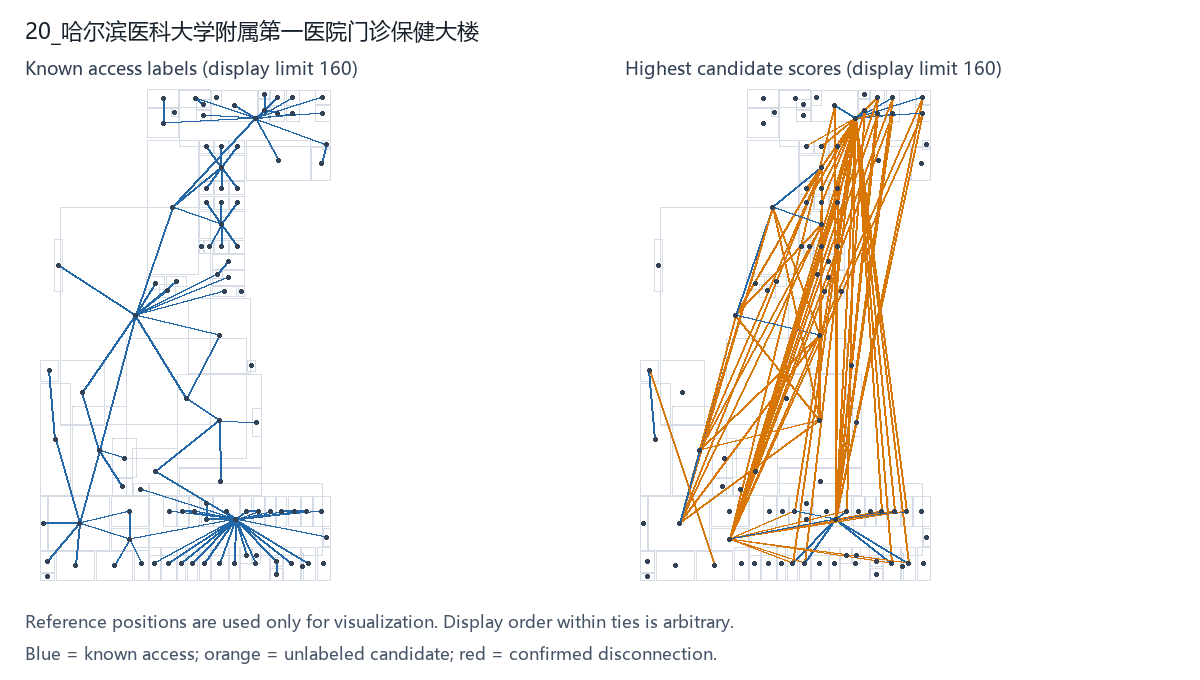 20_哈尔滨医科大学附属第一医院门诊保健大楼
Known access labels (display limit 160)
Highest candidate scores (display limit 160)
Reference positions are used only for visualization. Display order within ties is arbitrary.
Blue = known access; orange = unlabeled candidate; red = confirmed disconnection.